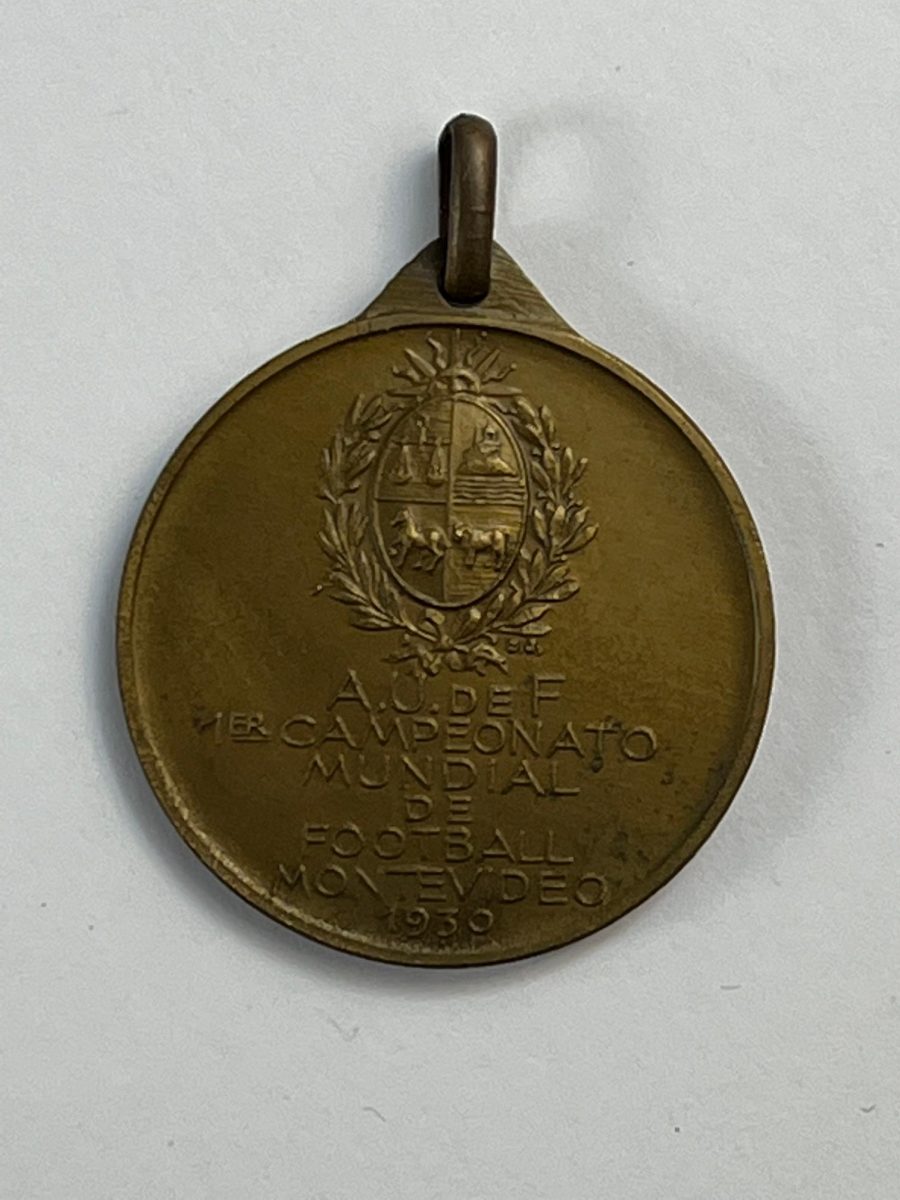 A.U. DE F
1ER CAMPEONATO
MUNDIAL
DE
FOOTBALL
MONTEVIDEO
1930